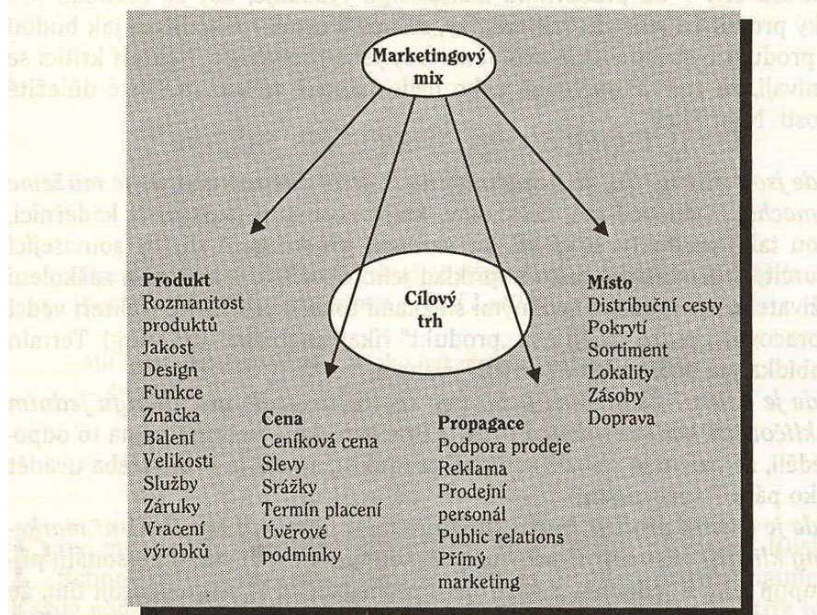 Marketingový
mix
Cílový
trh
Produkt
Rozmanitost
produktů
Jakost
Design
Funkce
Značka
Balení
Velikosti
Služby
Záruky
Vracení
výrobků
Cena
Ceníková cena
Slevy
Srážky
Termín placení
Úvěrové
podmínky
Propagace
Podpora prodeje
Reklama
Prodejní
personál
Public relations
Přímý
marketing
Místo
Distribuční cesty
Pokrytí
Sortiment
Lokality
Zásoby
Doprava